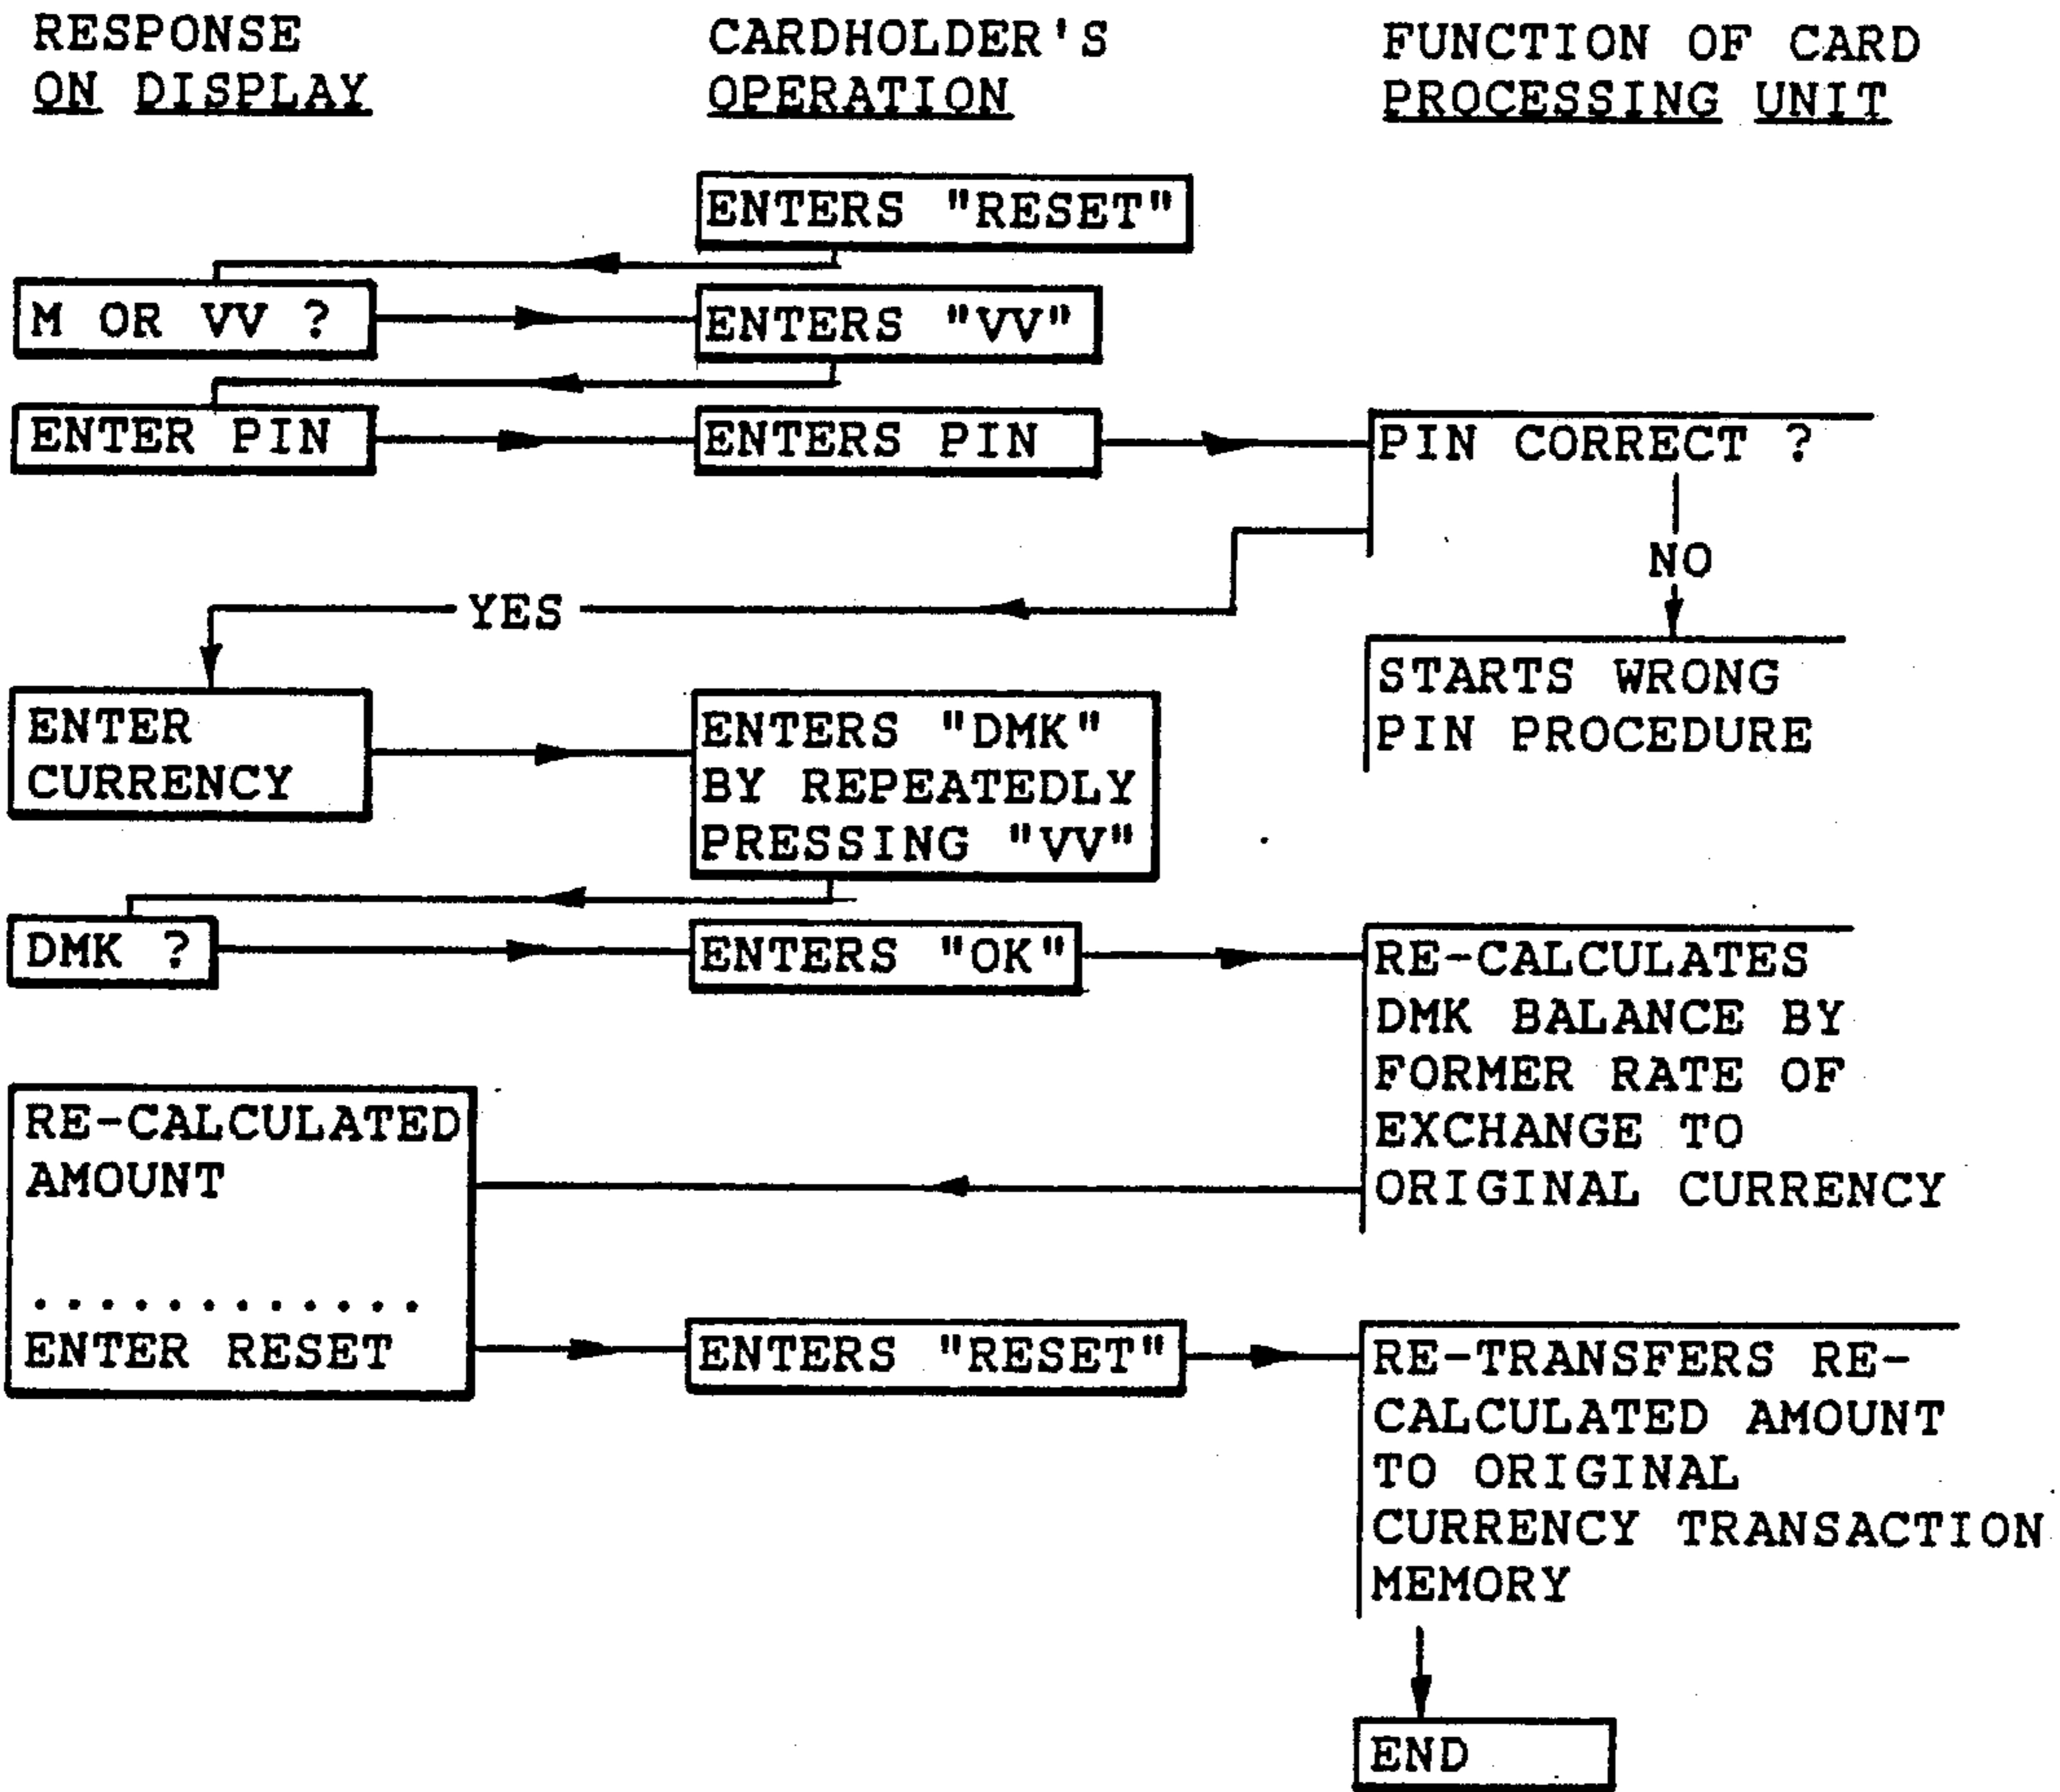 RESPONSE
ON DISPLAY
CARDHOLDER'S
OPERATION
FUNCTION OF CARD
PROCESSING UNIT
ENTERS "RESET"
M OR VV ?
ENTERS "VV"
ENTER PIN
ENTERS PIN
PIN CORRECT ?
NO
YES
STARTS WRONG
PIN PROCEDURE
ENTER
CURRENCY
ENTERS "DMK"
BY REPEATEDLY
PRESSING "VV"
DMK ?
ENTERS "OK"
RE-CALCULATES
DMK BALANCE BY
FORMER RATE OF
EXCHANGE TO
ORIGINAL CURRENCY
RE-CALCULATED
AMOUNT
............
ENTER RESET
ENTERS "RESET"
RE-TRANSFERS RE-
CALCULATED AMOUNT
TO ORIGINAL
CURRENCY TRANSACTION
MEMORY
END